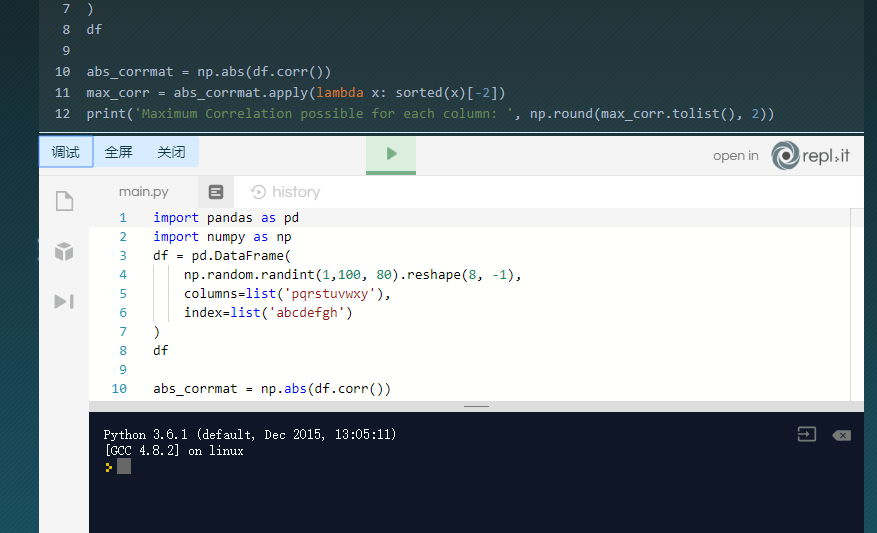 7 )
8 df
9
10 abs_corrmat = np.abs(df.corr())
11 max_corr = abs_corrmat.apply(lambda x: sorted(x)[-2])
12 print('Maximum Correlation possible for each column: ', np.round(max_corr.tolist(), 2))
调试 全屏 关闭 open in repl.it
main.py history
1 import pandas as pd
2 import numpy as np
3 df = pd.DataFrame(
4 np.random.randint(1,100, 80).reshape(8, -1),
5 columns=list('pqrstuvwxy'),
6 index=list('abcdefgh')
7 )
8 df
9
10 abs_corrmat = np.abs(df.corr())
Python 3.6.1 (default, Dec 2015, 13:05:11)
[GCC 4.8.2] on linux
>